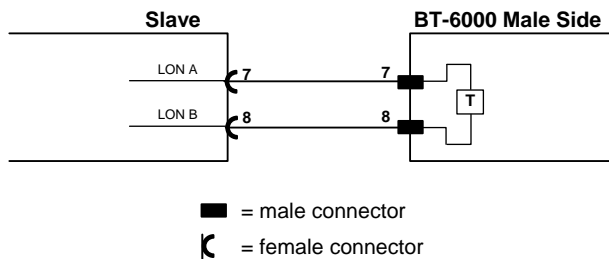 Slave BT-6000 Male Side
LON A 7 7
T
LON B 8 8
= male connector
= female connector